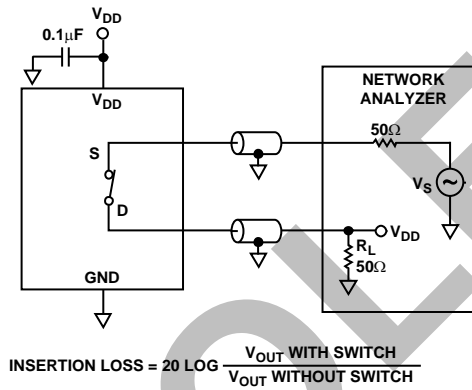 V_DD
0.1µF
V_DD
NETWORK
ANALYZER
50Ω
S
V_S
D
V_DD
R_L
50Ω
GND
INSERTION LOSS = 20 LOG V_OUT WITH SWITCH
V_OUT WITHOUT SWITCH